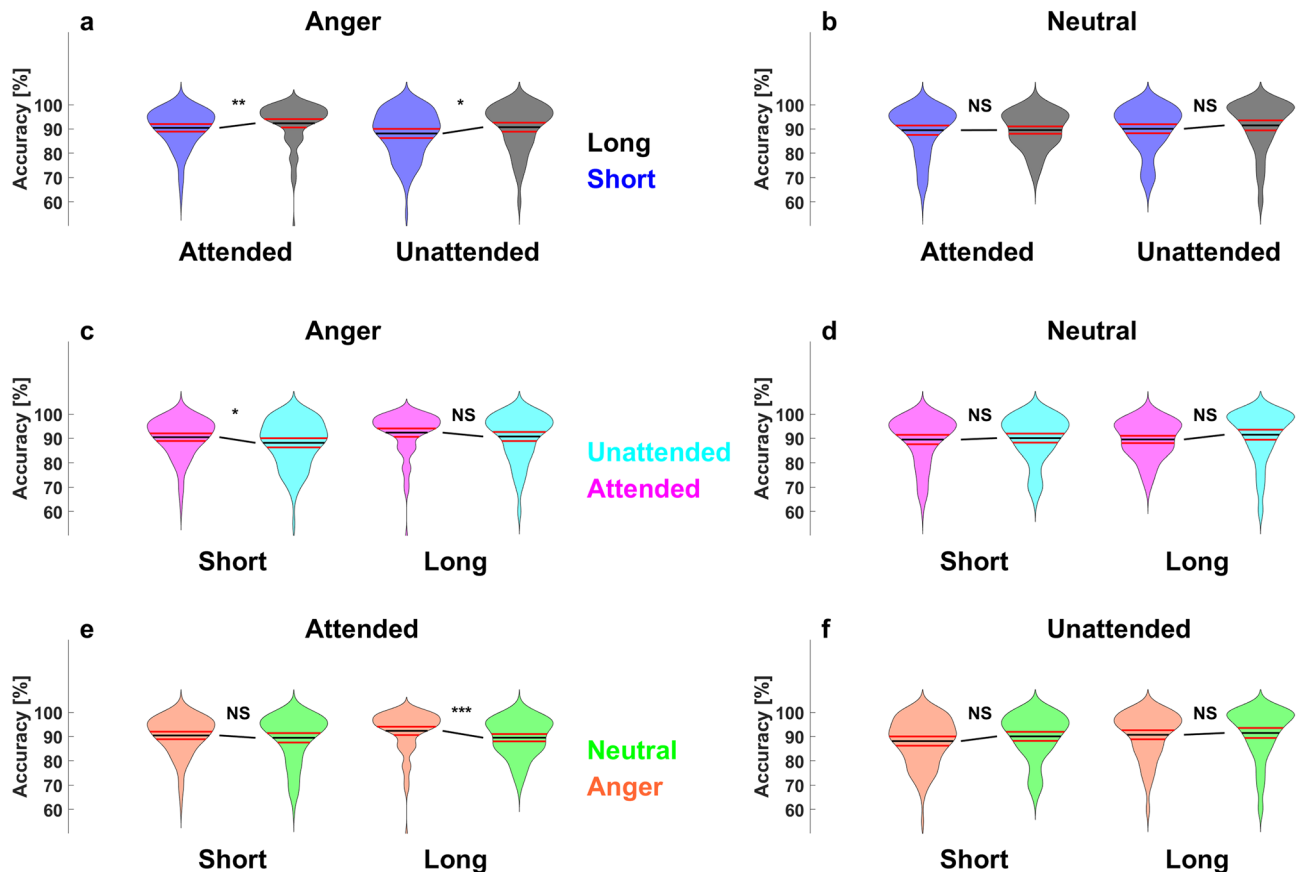 a Anger
b Neutral
Accuracy [%]
100
90
80
70
60
**
*
Long
Short
Attended Unattended
Accuracy [%]
100
90
80
70
60
NS
NS
Attended Unattended
c Anger
d Neutral
Accuracy [%]
100
90
80
70
60
*
NS
Unattended
Attended
Short Long
Accuracy [%]
100
90
80
70
60
NS
NS
Short Long
e Attended
f Unattended
Accuracy [%]
100
90
80
70
60
NS
***
Neutral
Anger
Short Long
Accuracy [%]
100
90
80
70
60
NS
NS
Short Long